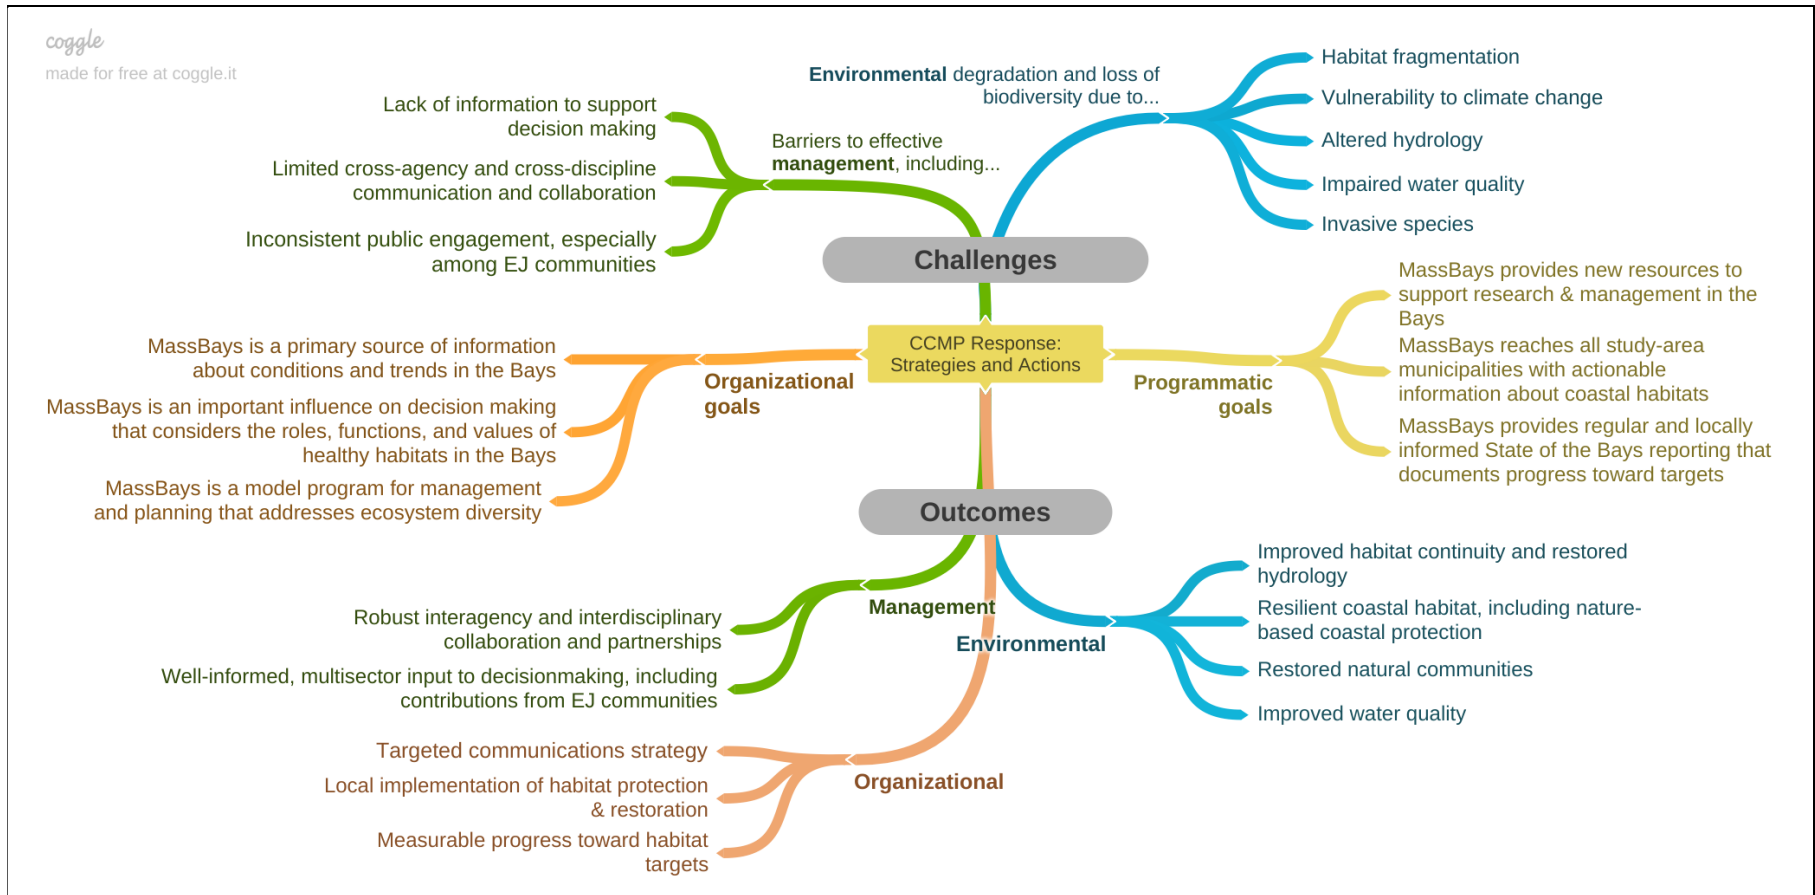 coggle
made for free at coggle.it
Environmental degradation and loss of
biodiversity due to...
Habitat fragmentation
Vulnerability to climate change
Altered hydrology
Impaired water quality
Invasive species
Barriers to effective
management, including...
Lack of information to support
decision making
Limited cross-agency and cross-discipline
communication and collaboration
Inconsistent public engagement, especially
among EJ communities
Challenges
CCMP Response:
Strategies and Actions
Organizational
goals
MassBays is a primary source of information
about conditions and trends in the Bays
MassBays is an important influence on decision making
that considers the roles, functions, and values of
healthy habitats in the Bays
MassBays is a model program for management
and planning that addresses ecosystem diversity
Programmatic
goals
MassBays provides new resources to
support research & management in the
Bays
MassBays reaches all study-area
municipalities with actionable
information about coastal habitats
MassBays provides regular and locally
informed State of the Bays reporting that
documents progress toward targets
Outcomes
Management
Robust interagency and interdisciplinary
collaboration and partnerships
Well-informed, multisector input to decisionmaking, including
contributions from EJ communities
Environmental
Improved habitat continuity and restored
hydrology
Resilient coastal habitat, including nature-
based coastal protection
Restored natural communities
Improved water quality
Organizational
Targeted communications strategy
Local implementation of habitat protection
& restoration
Measurable progress toward habitat
targets